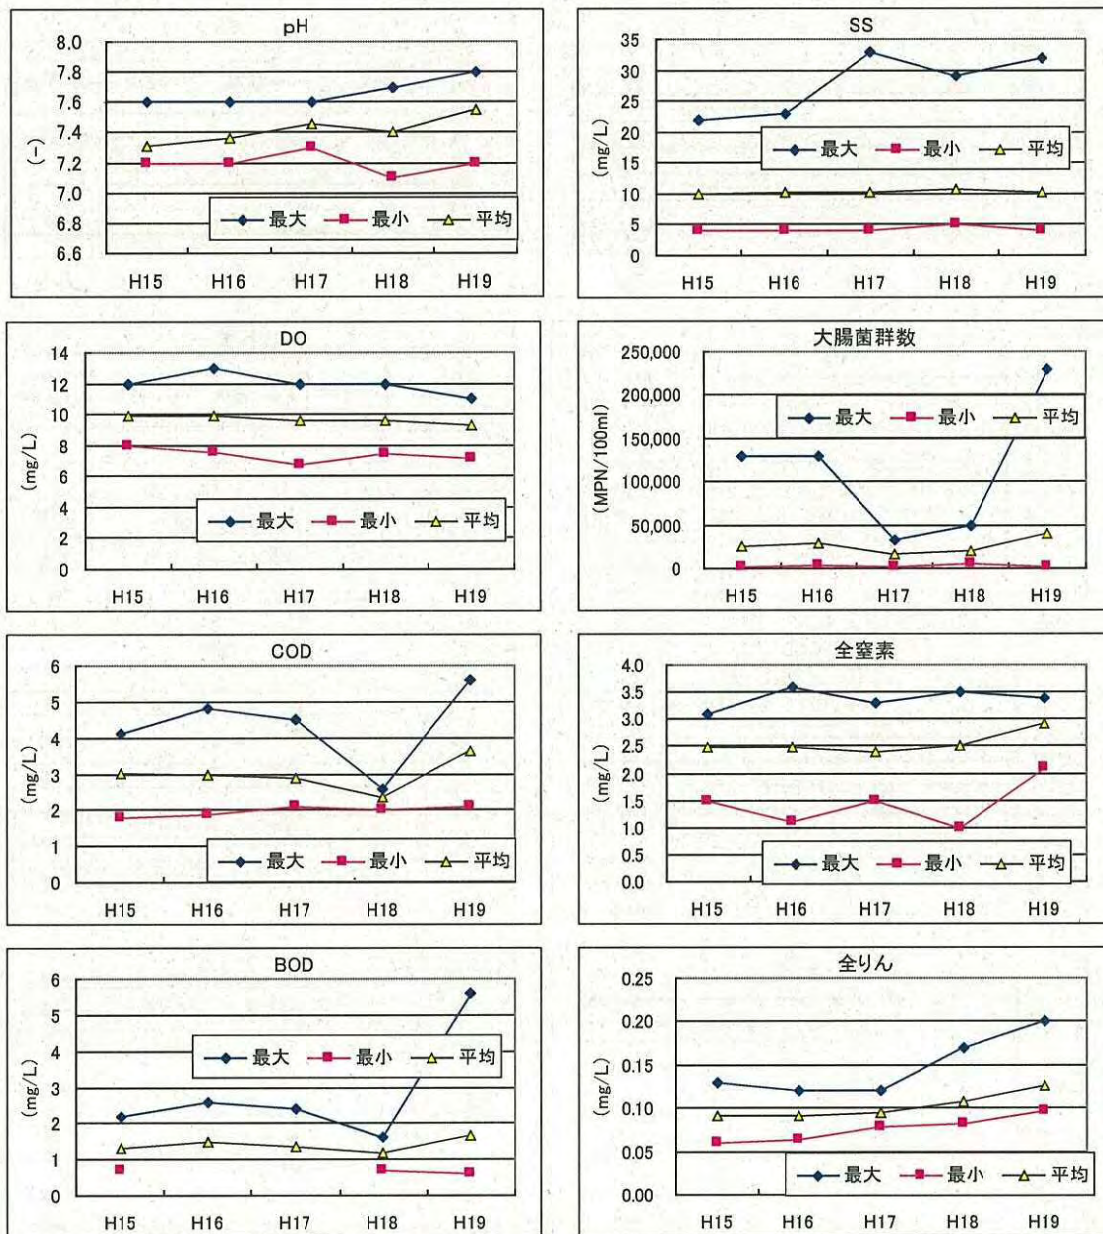 pH
8.0
7.8
7.6
7.4
7.2
7.0
6.8
6.6
(-)
最大 最小 平均
H15 H16 H17 H18 H19
SS
35
30
25
20
15
10
5
0
(mg/L)
最大 最小 平均
H15 H16 H17 H18 H19
DO
14
12
10
8
6
4
2
0
(mg/L)
最大 最小 平均
H15 H16 H17 H18 H19
大腸菌群数
250,000
200,000
150,000
100,000
50,000
0
(MPN/100ml)
最大 最小 平均
H15 H16 H17 H18 H19
COD
6
5
4
3
2
1
0
(mg/L)
最大 最小 平均
H15 H16 H17 H18 H19
全窒素
4.0
3.5
3.0
2.5
2.0
1.5
1.0
0.5
0.0
(mg/L)
最大 最小 平均
H15 H16 H17 H18 H19
BOD
6
5
4
3
2
1
0
(mg/L)
最大 最小 平均
H15 H16 H17 H18 H19
全りん
0.25
0.20
0.15
0.10
0.05
0.00
(mg/L)
最大 最小 平均
H15 H16 H17 H18 H19